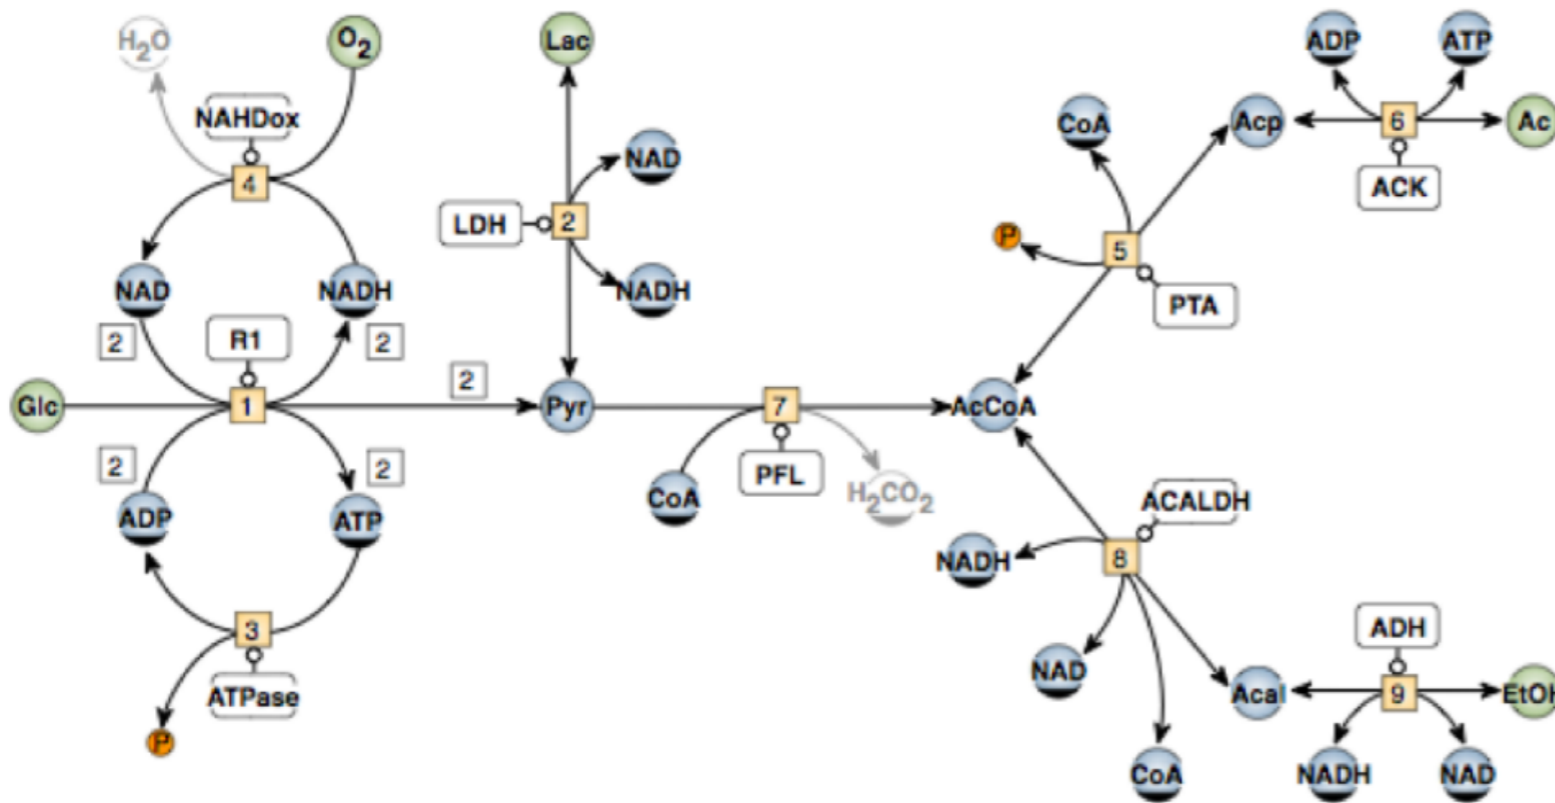 H2O
O2
Lac
ADP
ATP
NAHDox
CoA
Acp
6
Ac
NAD
4
LDH
2
ACK
P
5
NAD
NADH
NADH
PTA
2
R1
2
2
Glc
1
Pyr
7
AcCoA
2
2
PFL
CoA
H2CO2
ACALDH
ADP
ATP
NADH
8
3
ADH
ATPase
NAD
Acal
9
EtOH
P
CoA
NADH
NAD